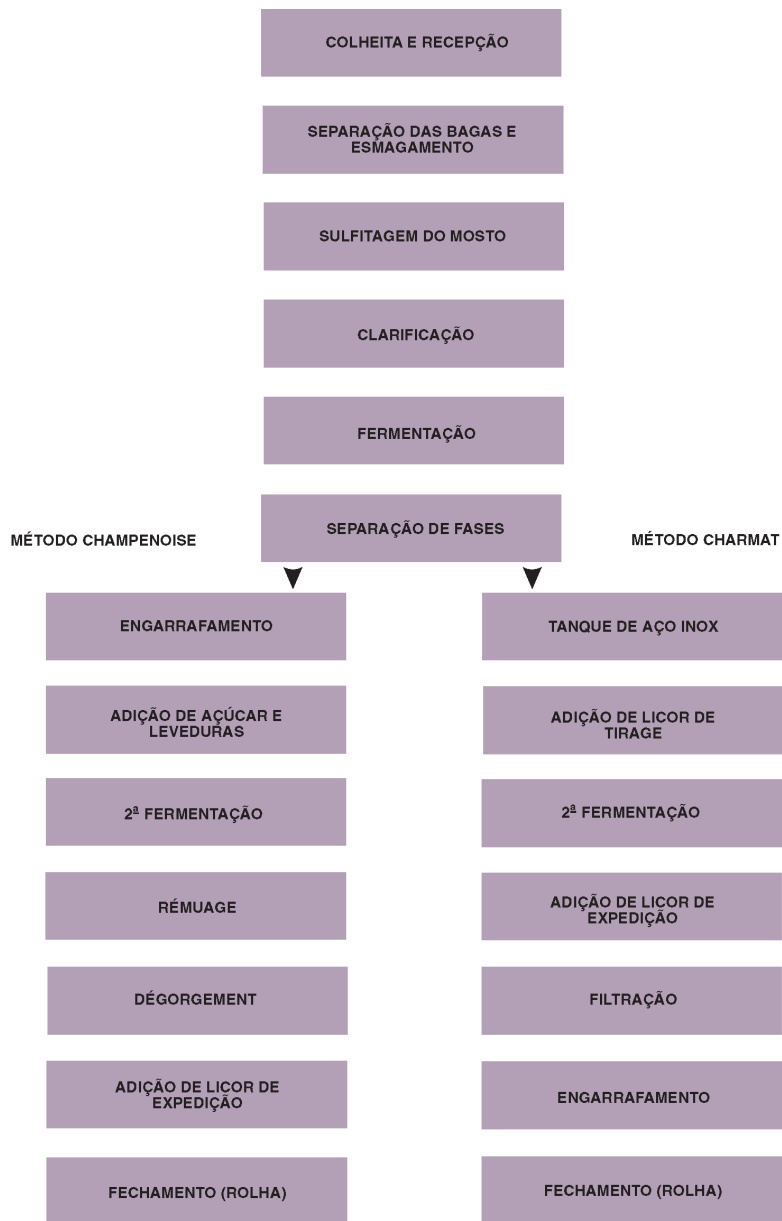 COLHEITA E RECEPÇÃO
SEPARAÇÃO DAS BAGAS E
ESMAGAMENTO
SULFITAGEM DO MOSTO
CLARIFICAÇÃO
FERMENTAÇÃO
SEPARAÇÃO DE FASES
MÉTODO CHAMPENOISE
ENGARRAFAMENTO
ADIÇÃO DE AÇÚCAR E
LEVEDURAS
2ª FERMENTAÇÃO
RÉMUAGE
DÉGORGEMENT
ADIÇÃO DE LICOR DE
EXPEDIÇÃO
FECHAMENTO (ROLHA)
MÉTODO CHARMAT
TANQUE DE AÇO INOX
ADIÇÃO DE LICOR DE
TIRAGE
2ª FERMENTAÇÃO
ADIÇÃO DE LICOR DE
EXPEDIÇÃO
FILTRAÇÃO
ENGARRAFAMENTO
FECHAMENTO (ROLHA)